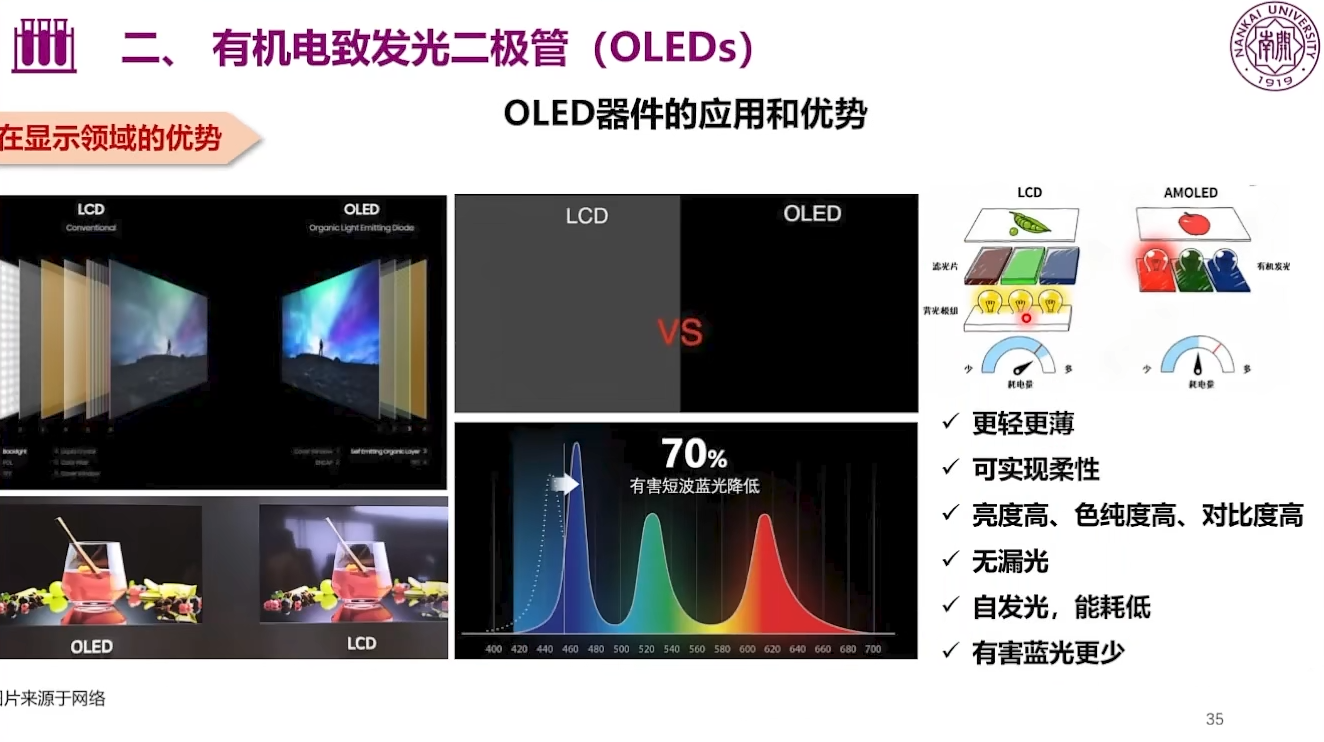 二、 有机电致发光二极管（OLEDs）
NANKAI UNIVERSITY
南開
1919
OLED器件的应用和优势
在显示领域的优势
LCD
Conventional
OLED
Organic Light Emitting Diode
Backlight
Self Emitting Organic Layer
LCD
OLED
VS
LCD
AMOLED
滤光片
有机发光
背光模组
少
多
耗电量
少
多
耗电量
70%
有害短波蓝光降低
400 420 440 460 480 500 520 540 560 580 600 620 640 660 680 700
OLED
LCD
✓ 更轻更薄
✓ 可实现柔性
✓ 亮度高、色纯度高、对比度高
✓ 无漏光
✓ 自发光，能耗低
✓ 有害蓝光更少
图片来源于网络
35